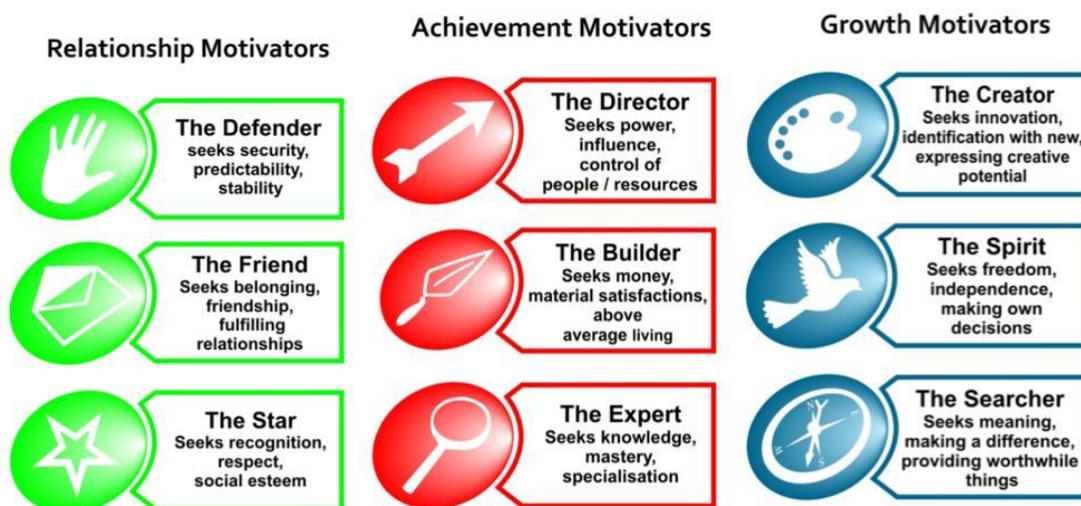 Relationship Motivators
The Defender
seeks security,
predictability,
stability
The Friend
Seeks belonging,
friendship,
fulfilling
relationships
The Star
Seeks recognition,
respect,
social esteem
Achievement Motivators
The Director
Seeks power,
influence,
control of
people / resources
The Builder
Seeks money,
material satisfactions,
above
average living
The Expert
Seeks knowledge,
mastery,
specialisation
Growth Motivators
The Creator
Seeks innovation,
identification with new,
expressing creative
potential
The Spirit
Seeks freedom,
independence,
making own
decisions
The Searcher
Seeks meaning,
making a difference,
providing worthwhile
things